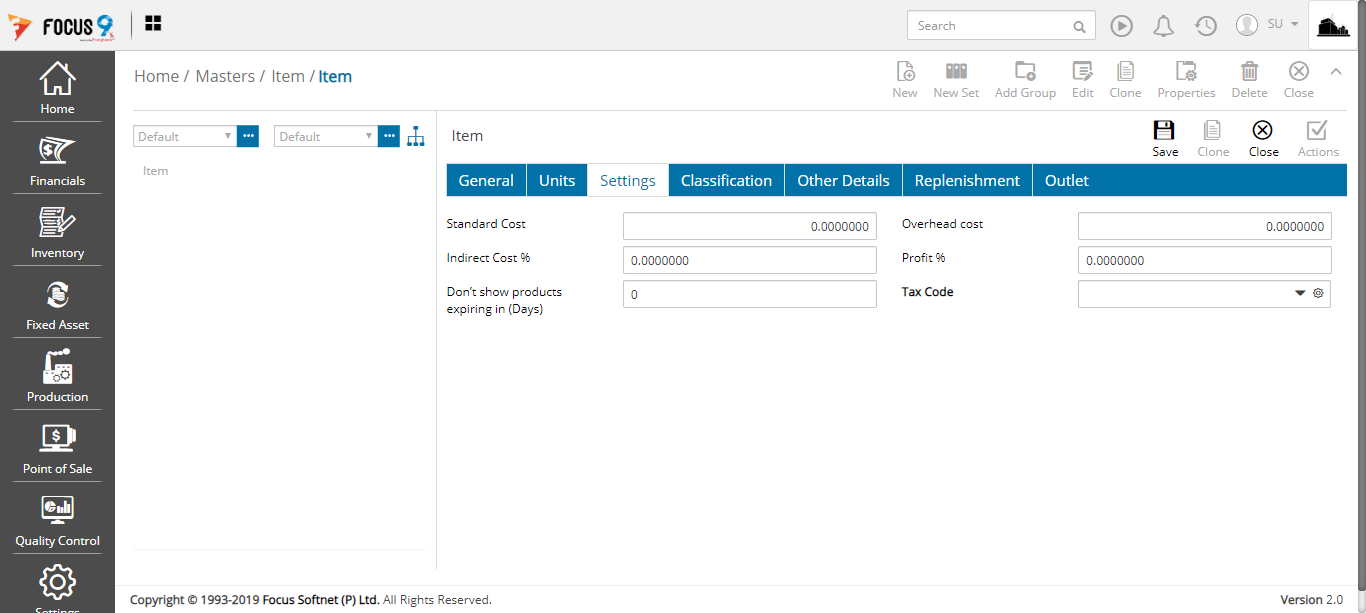 FOCUS 9
Search
SU
Home
Financials
Inventory
Fixed Asset
Production
Point of Sale
Quality Control
Settings
Home / Masters / Item / Item
New
New Set
Add Group
Edit
Clone
Properties
Delete
Close
Default
Default
Item
Item
Save
Clone
Close
Actions
General
Units
Settings
Classification
Other Details
Replenishment
Outlet
Standard Cost
0.0000000
Overhead cost
0.0000000
Indirect Cost %
0.0000000
Profit %
0.0000000
Don't show products
expiring in (Days)
0
Tax Code
Copyright © 1993-2019 Focus Softnet (P) Ltd. All Rights Reserved.
Version 2.0